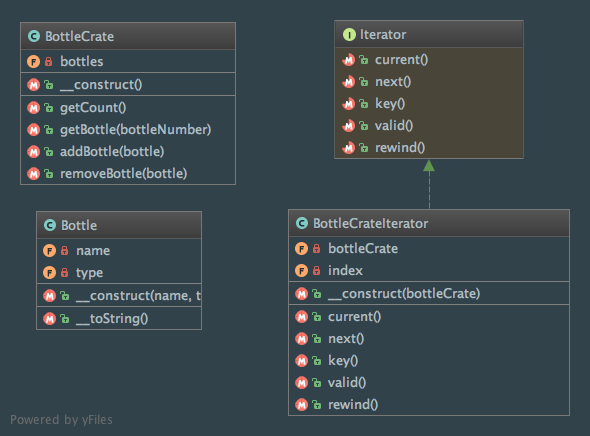 BottleCrate
bottles
__construct()
getCount()
getBottle(bottleNumber)
addBottle(bottle)
removeBottle(bottle)
Iterator
current()
next()
key()
valid()
rewind()
Bottle
name
type
__construct(name, t
__toString()
BottleCrateIterator
bottleCrate
index
__construct(bottleCrate)
current()
next()
key()
valid()
rewind()
Powered by yFiles